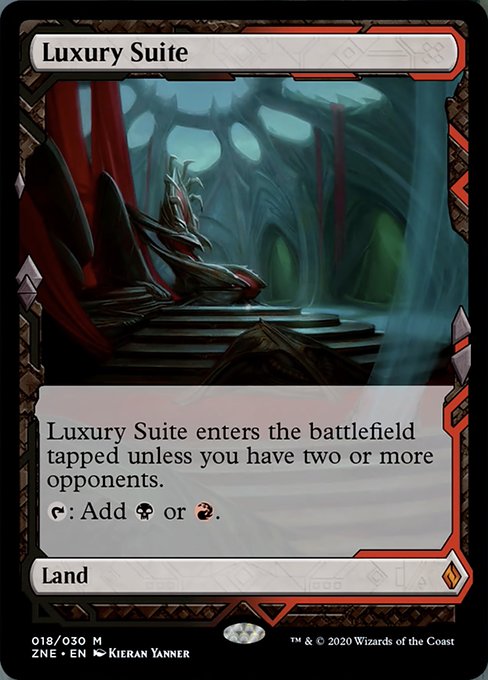 Luxury Suite
Luxury Suite enters the battlefield
tapped unless you have two or more
opponents.
: Add or .
Land
018/030 M
ZNE • EN Kieran Yanner
™ & © 2020 Wizards of the Coast